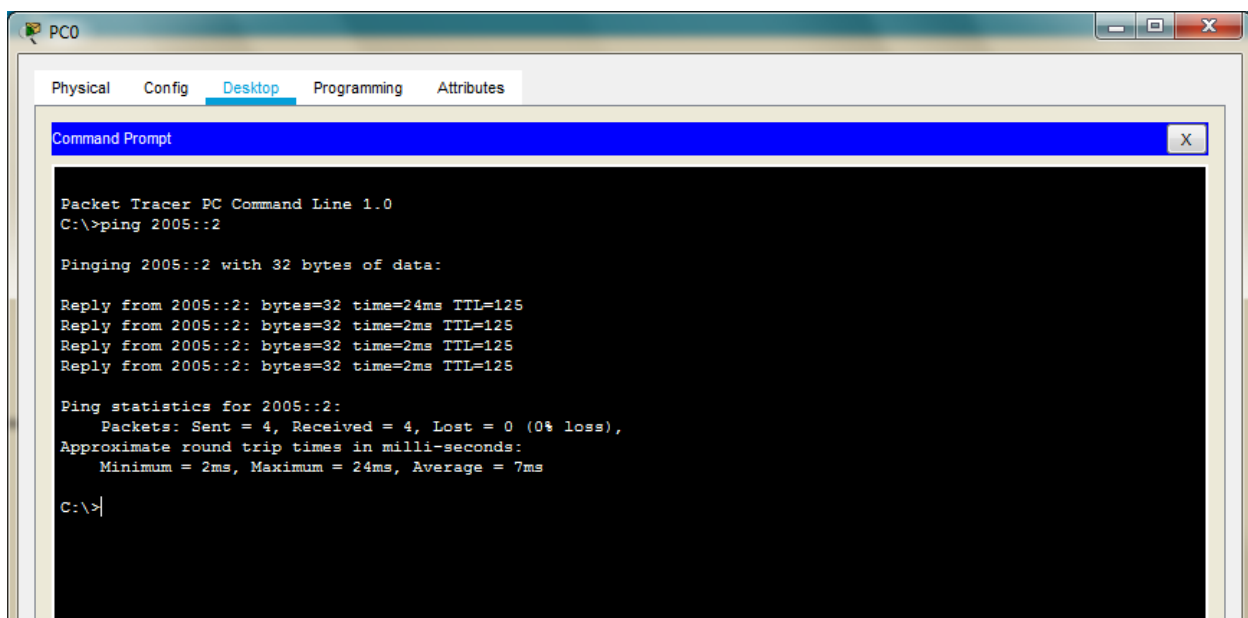 PC0
X
Physical Config Desktop Programming Attributes
Command Prompt
X
Packet Tracer PC Command Line 1.0
C:\>ping 2005::2
Pinging 2005::2 with 32 bytes of data:
Reply from 2005::2: bytes=32 time=24ms TTL=125
Reply from 2005::2: bytes=32 time=2ms TTL=125
Reply from 2005::2: bytes=32 time=2ms TTL=125
Reply from 2005::2: bytes=32 time=2ms TTL=125
Ping statistics for 2005::2:
Packets: Sent = 4, Received = 4, Lost = 0 (0% loss),
Approximate round trip times in milli-seconds:
Minimum = 2ms, Maximum = 24ms, Average = 7ms
C:\>